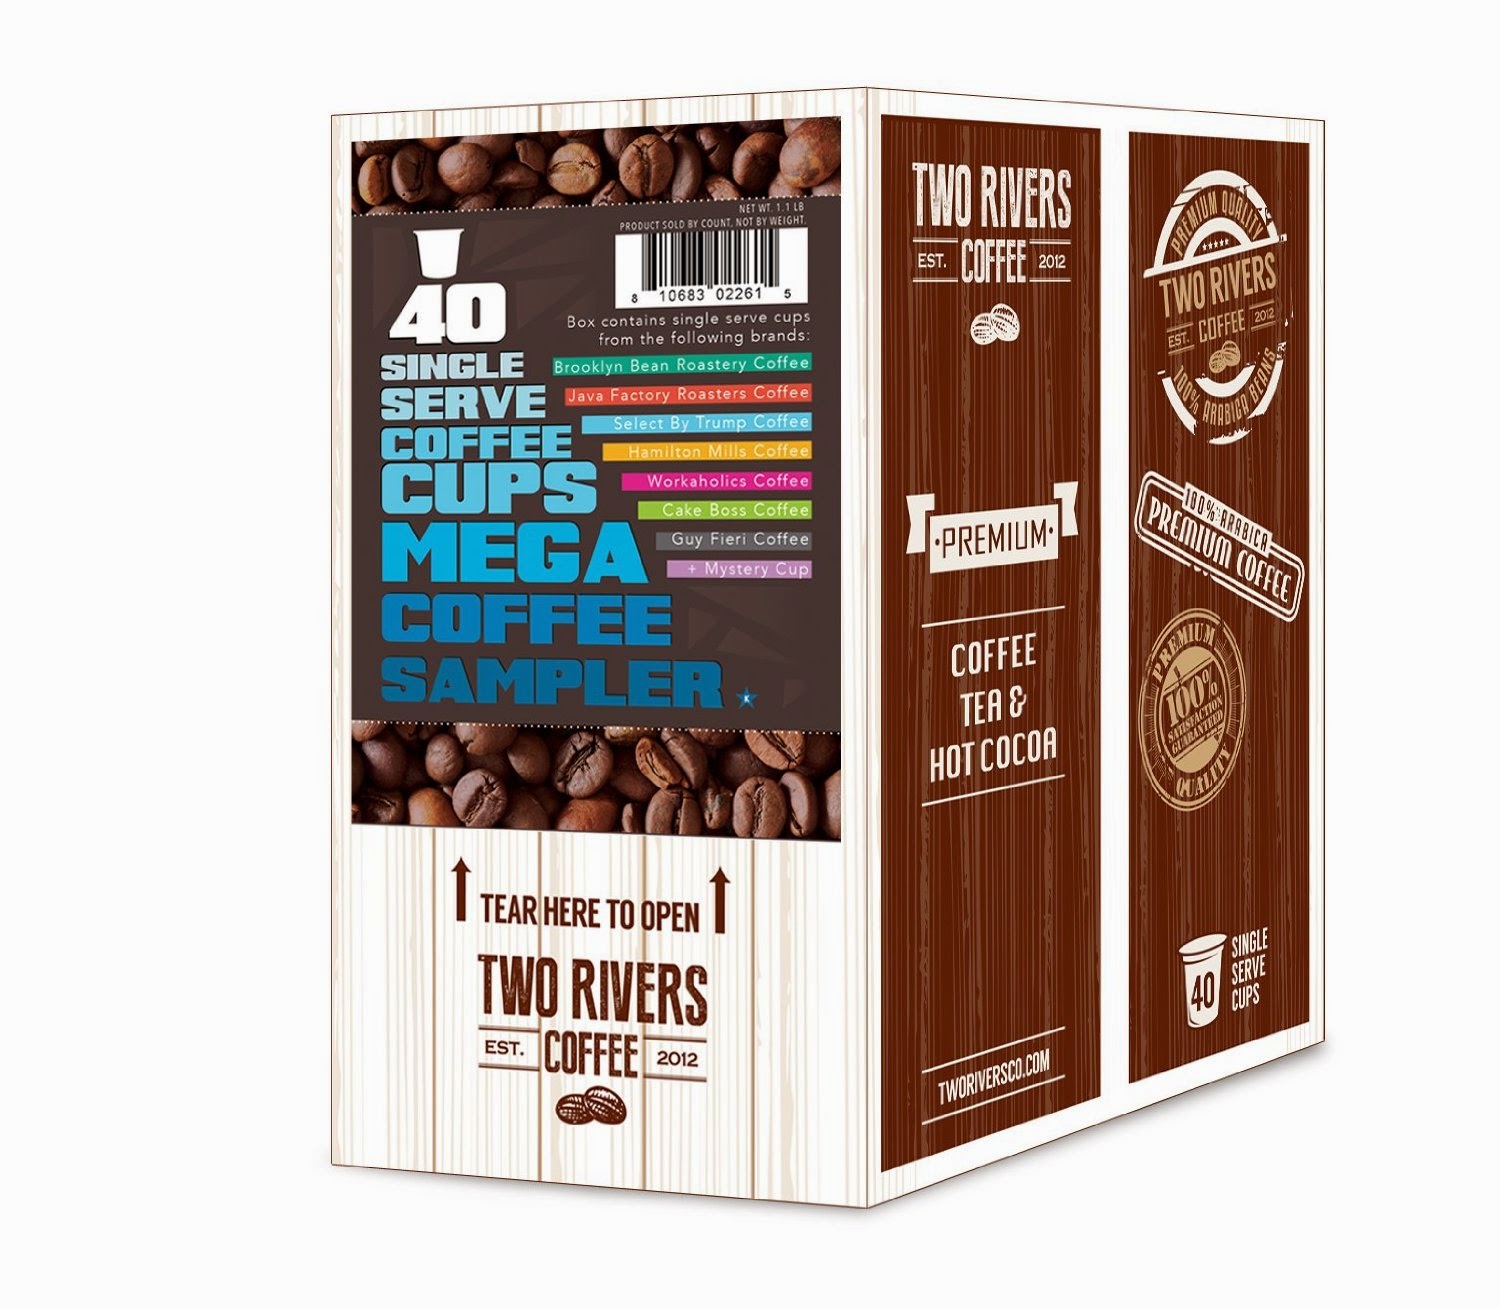 NET WT. 1.1 LB
PRODUCT SOLD BY COUNT, NOT BY WEIGHT.
8 10683 02261 5
40
SINGLE
SERVE
COFFEE
CUPS
MEGA
COFFEE
SAMPLER
K
Box contains single serve cups
from the following brands:
Brooklyn Bean Roastery Coffee
Java Factory Roasters Coffee
Select By Trump Coffee
Hamilton Mills Coffee
Workaholics Coffee
Cake Boss Coffee
Guy Fieri Coffee
+ Mystery Cup
TEAR HERE TO OPEN
TWO RIVERS
EST. COFFEE 2012
TWO RIVERS
EST. COFFEE 2012
·PREMIUM·
COFFEE
TEA &
HOT COCOA
TWORIVERSCO.COM
PREMIUM QUALITY
TWO RIVERS
EST. COFFEE 2012
100% ARABICA BEANS
100% ARABICA
PREMIUM COFFEE
PREMIUM
100%
SATISFACTION
GUARANTEED
QUALITY
40
SINGLE
SERVE
CUPS